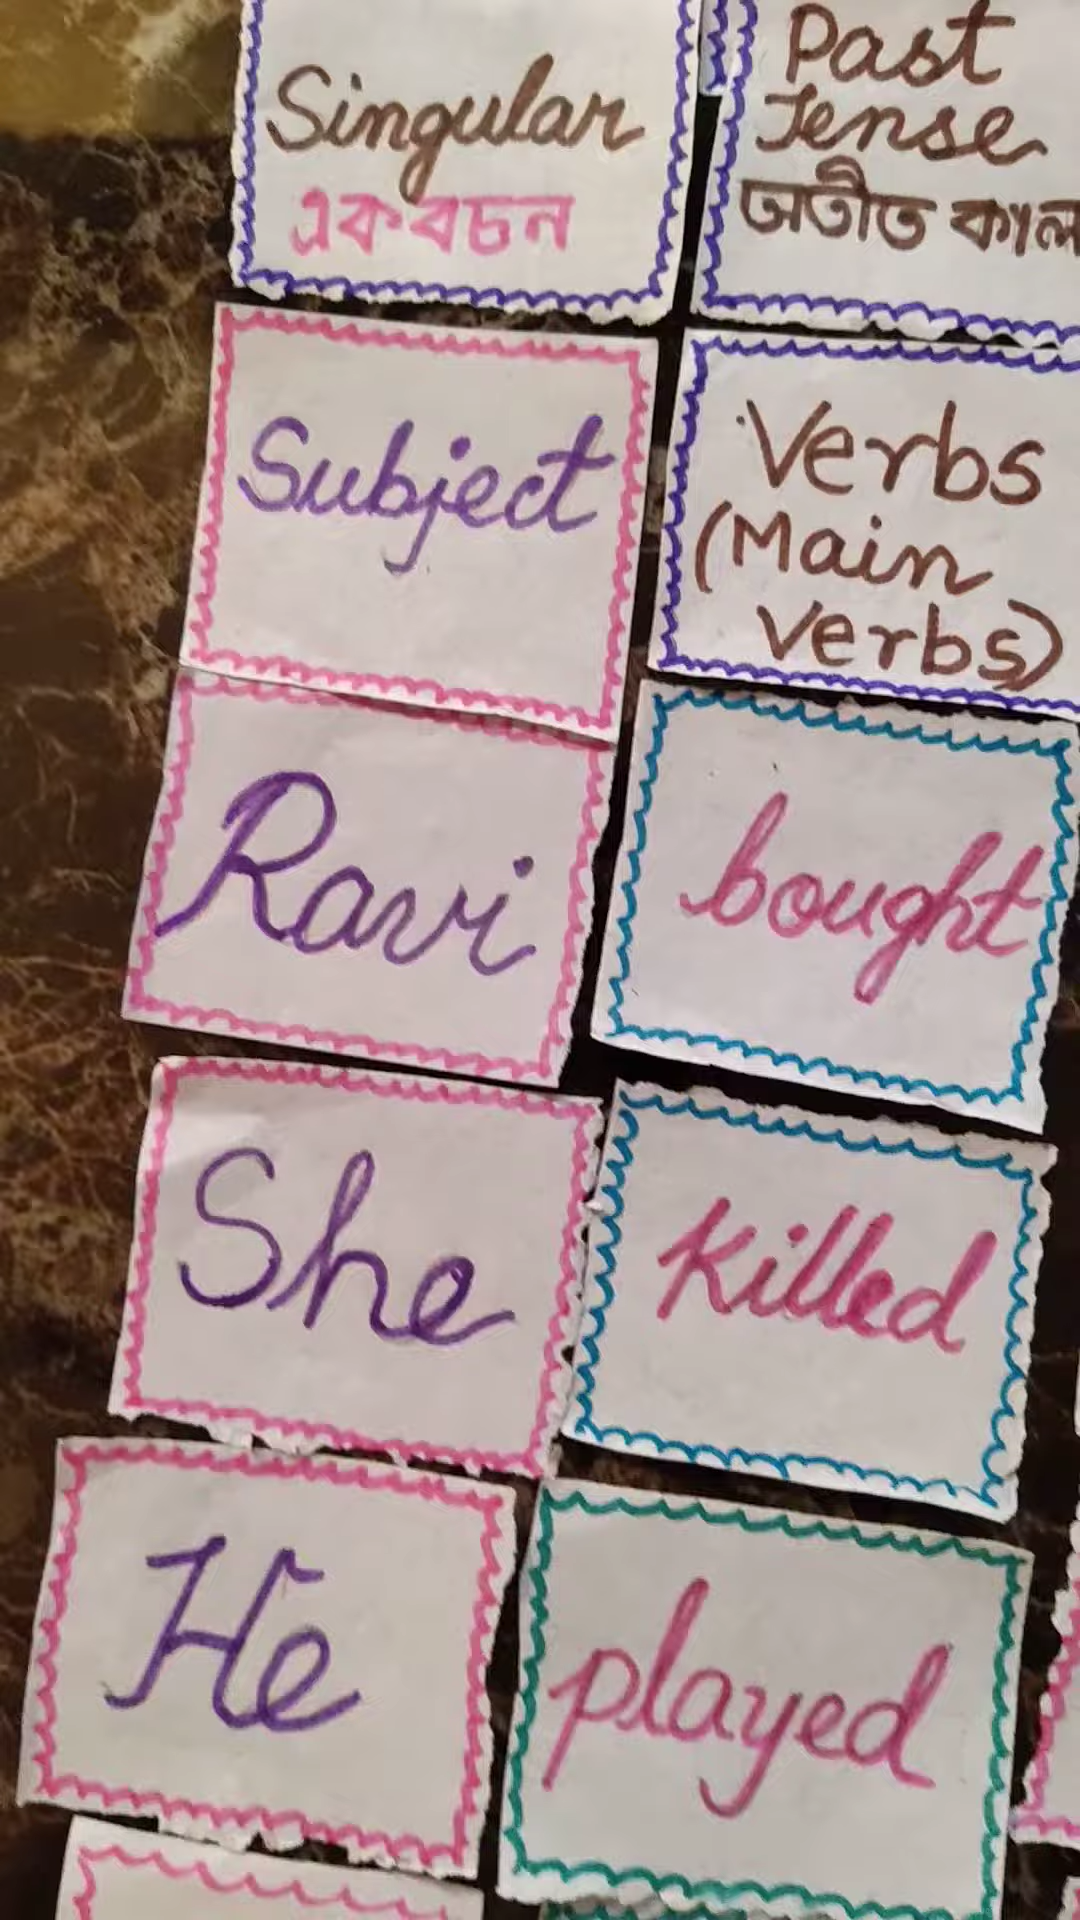 Singular
একবচন
Past
Tense
অতীত কাল
Subject
Verbs
(Main
Verbs)
Ravi
bought
She
killed
He
played